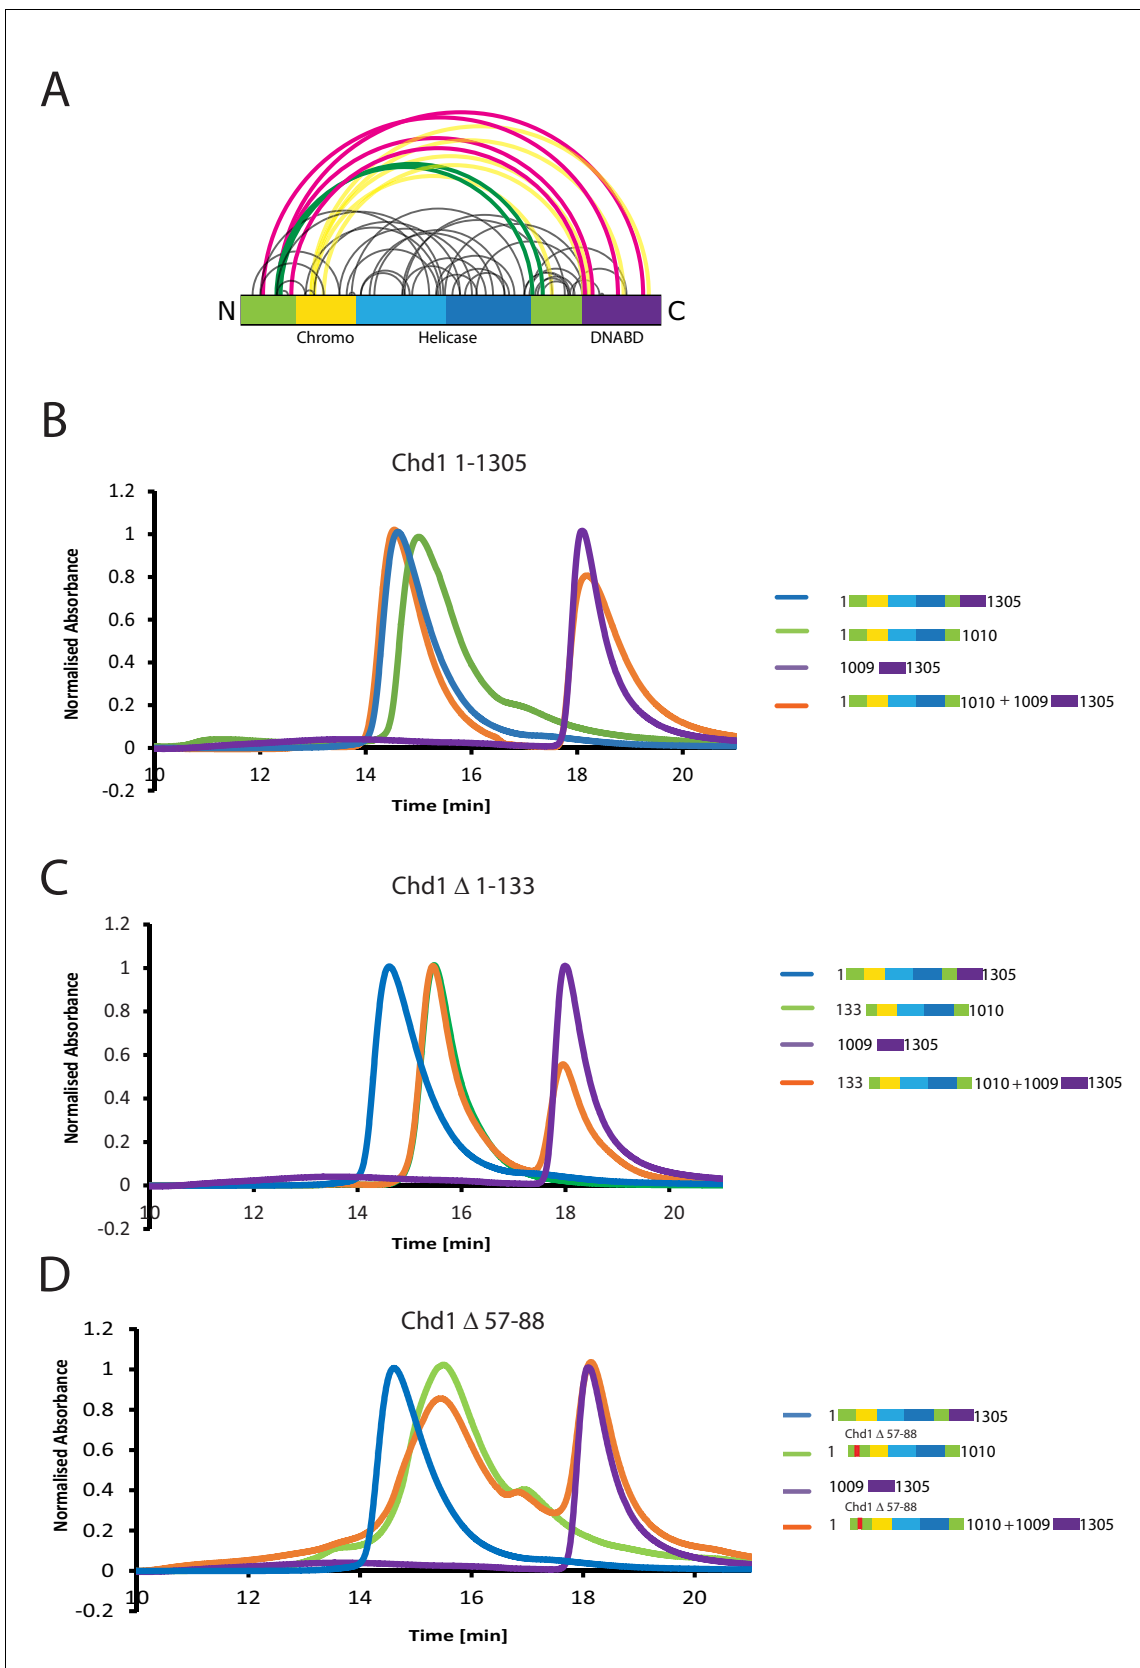 A
N
C
Chromo
Helicase
DNABD
B
Chd1 1-1305
1.2
1
0.8
0.6
0.4
0.2
0
-0.2
Normalised Absorbance
10 12 14 16 18 20
Time [min]
1 1305
1 1010
1009 1305
1 1010 + 1009 1305
C
Chd1 Δ 1-133
1.2
1
0.8
0.6
0.4
0.2
0
-0.2
Normalised Absorbance
10 12 14 16 18 20
Time [min]
1 1305
133 1010
1009 1305
133 1010 +1009 1305
D
Chd1 Δ 57-88
1.2
1
0.8
0.6
0.4
0.2
0
-0.2
Normalised Absorbance
10 12 14 16 18 20
Time [min]
1 1305
Chd1 Δ 57-88
1 1010
1009 1305
Chd1 Δ 57-88
1 1010 +1009 1305